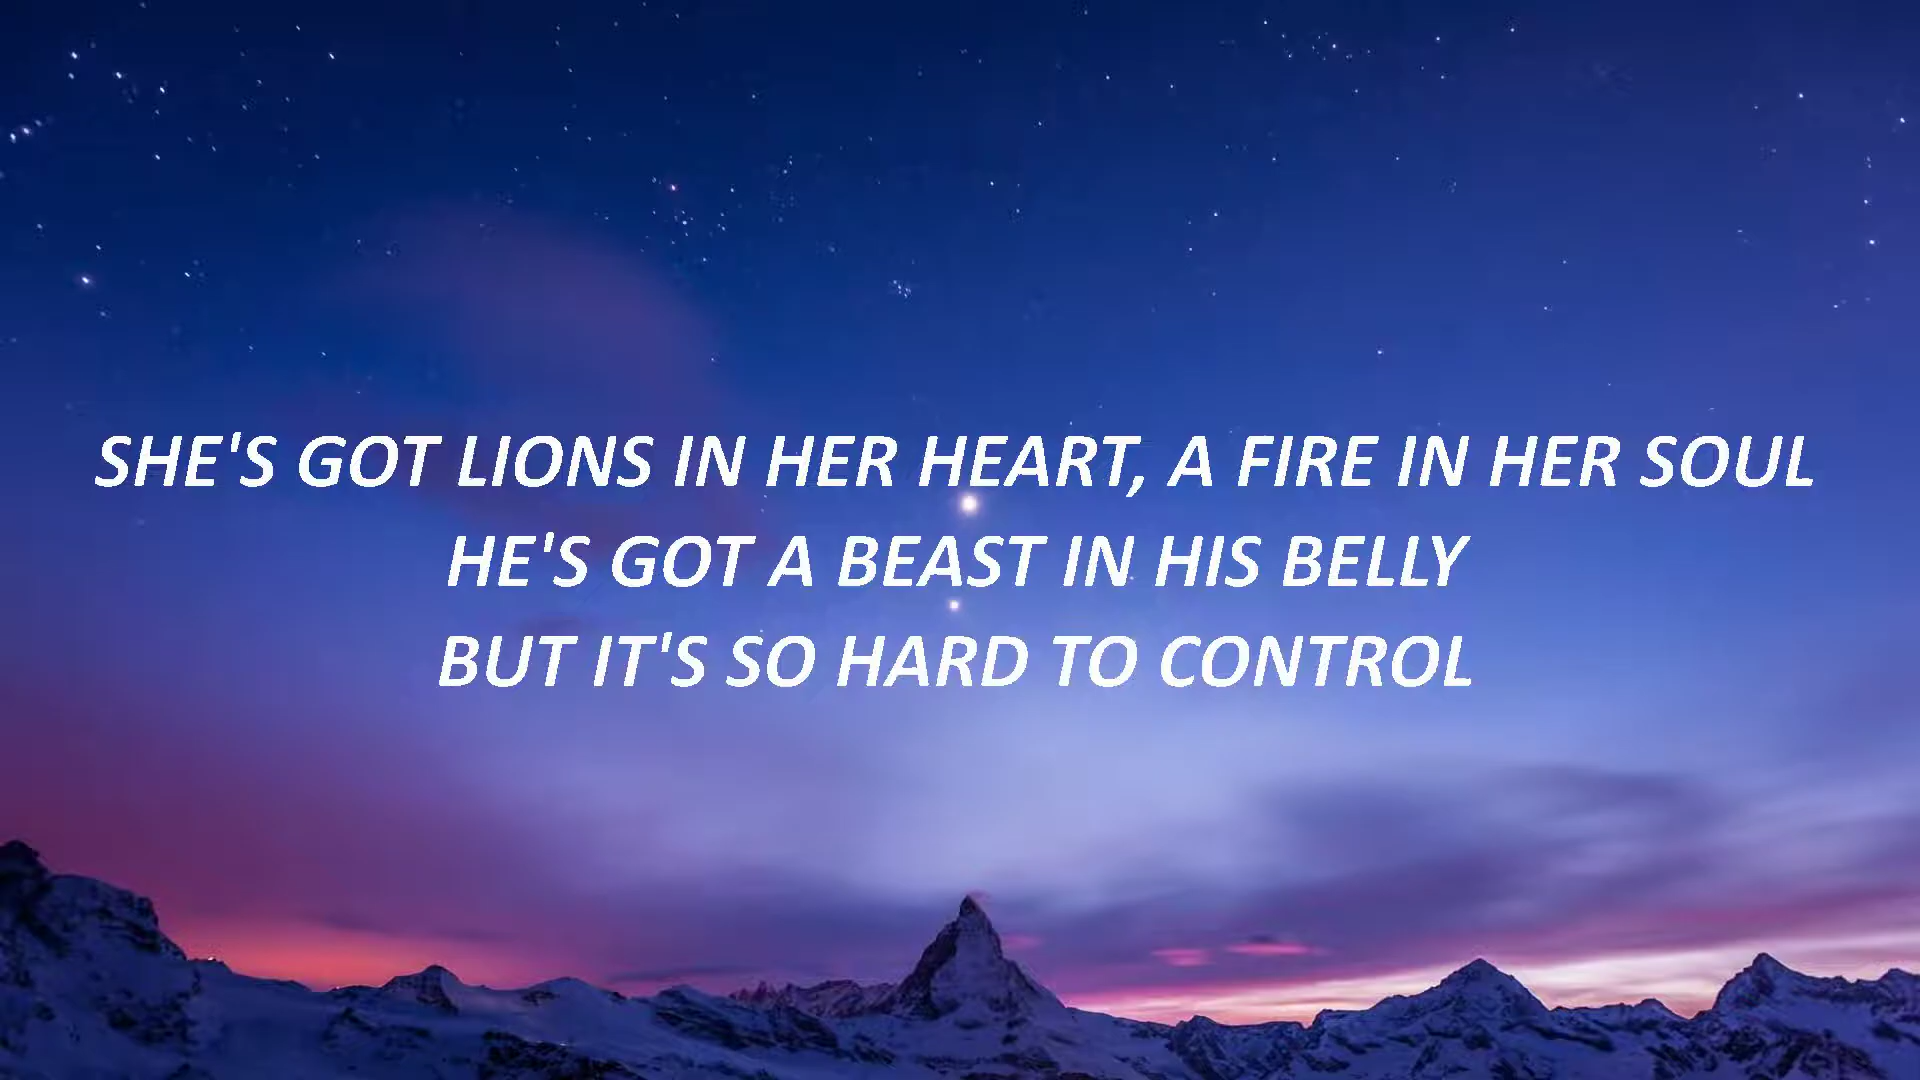 SHE'S GOT LIONS IN HER HEART, A FIRE IN HER SOUL
HE'S GOT A BEAST IN HIS BELLY
BUT IT'S SO HARD TO CONTROL